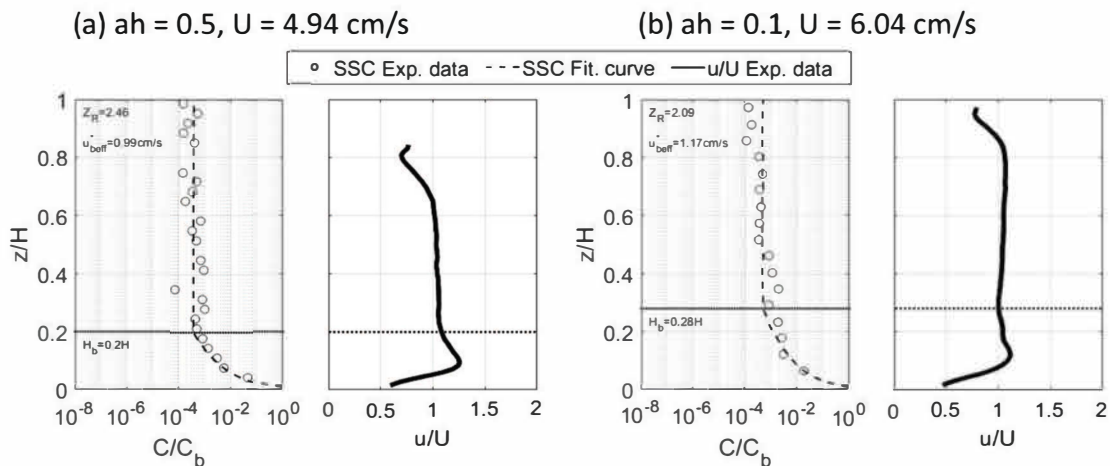 (a) ah = 0.5, U = 4.94 cm/s
(b) ah = 0.1, U = 6.04 cm/s
SSC Exp. data
SSC Fit. curve
u/U Exp. data
z/H
1
0.8
0.6
0.4
0.2
0
Z_R=2.46
u*_beff=0.99cm/s
H_b=0.2H
10^-8
10^-6
10^-4
10^-2
10^0
C/C_b
0
0.5
1
1.5
2
u/U
z/H
1
0.8
0.6
0.4
0.2
0
Z_R=2.09
u*_beff=1.17cm/s
H_b=0.28H
10^-8
10^-6
10^-4
10^-2
10^0
C/C_b
0
0.5
1
1.5
2
u/U